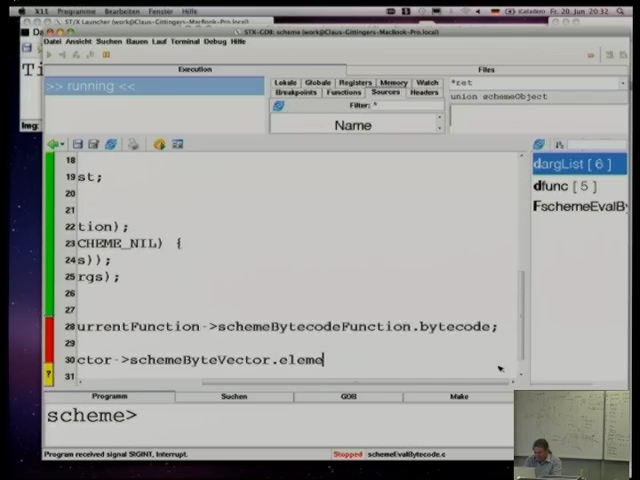 X11 Programme Bearbeiten Fenster Hilfe
Fr. 20. Jun 20:32
ST/X Launcher (work@Claus-Gittingers-MacBook-Pro.local)
STX-GDB: scheme (work@Claus-Gittingers-MacBook-Pro.local)
Datei Ansicht Suchen Bauen Lauf Terminal Debug Hilfe
Execution
Files
>> running <<
Lokale Globale Registers Memory Watch
Breakpoints Functions Sources Headers
Filter: *
Name
*ret
union schemeObject
Img:
18
19 st;
20
21
22 tion);
23 CHEME_NIL) {
24 s));
25 rgs);
26
27
28 urrentFunction->schemeBytecodeFunction.bytecode;
29
30 ctor->schemeByteVector.eleme
31
?
dargList [ 6 ]
dfunc [ 5 ]
FschemeEvalBy
Programm Suchen GDB Make
scheme>
Program received signal SIGINT, Interrupt.
Stopped
schemeEvalBytecode.c